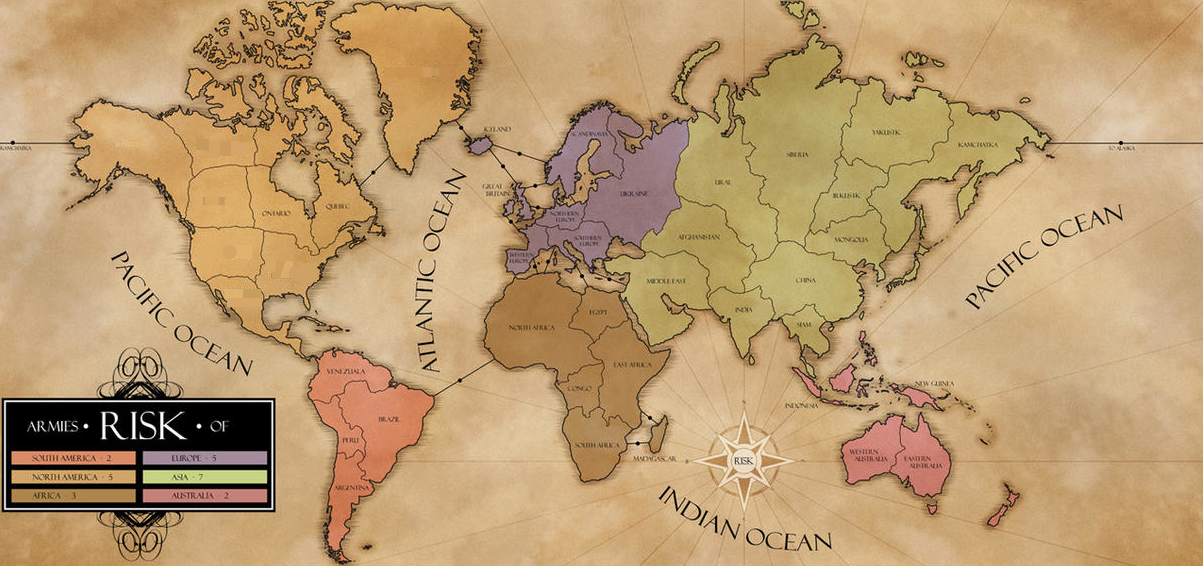 ICELAND
SCANDINAVIA
YAKUSTK
KAMCHATKA
TO ALASKA
KAMCHATKA
SIBERIA
URAL
GREAT
BRITAIN
UKRAINE
IRKUSTK
ONTARIO
QUEBEC
NORTHERN
EUROPE
AFGHANISTAN
MONGOLIA
SOUTHERN
EUROPE
WESTERN
EUROPE
PACIFIC OCEAN
ATLANTIC OCEAN
PACIFIC OCEAN
MIDDLE EAST
CHINA
INDIA
SIAM
EGYPT
NORTH AFRICA
EAST AFRICA
CONGO
SOUTH AFRICA
MADAGASCAR
VENEZUALA
BRAZIL
PERU
ARGENTINA
NEW GUINEA
INDONESIA
WESTERN
AUSTRALIA
EASTERN
AUSTRALIA
N
RISK
INDIAN OCEAN
ARMIES • RISK • OF
SOUTH AMERICA - 2
EUROPE - 5
NORTH AMERICA - 5
ASIA - 7
AFRICA - 3
AUSTRALIA - 2